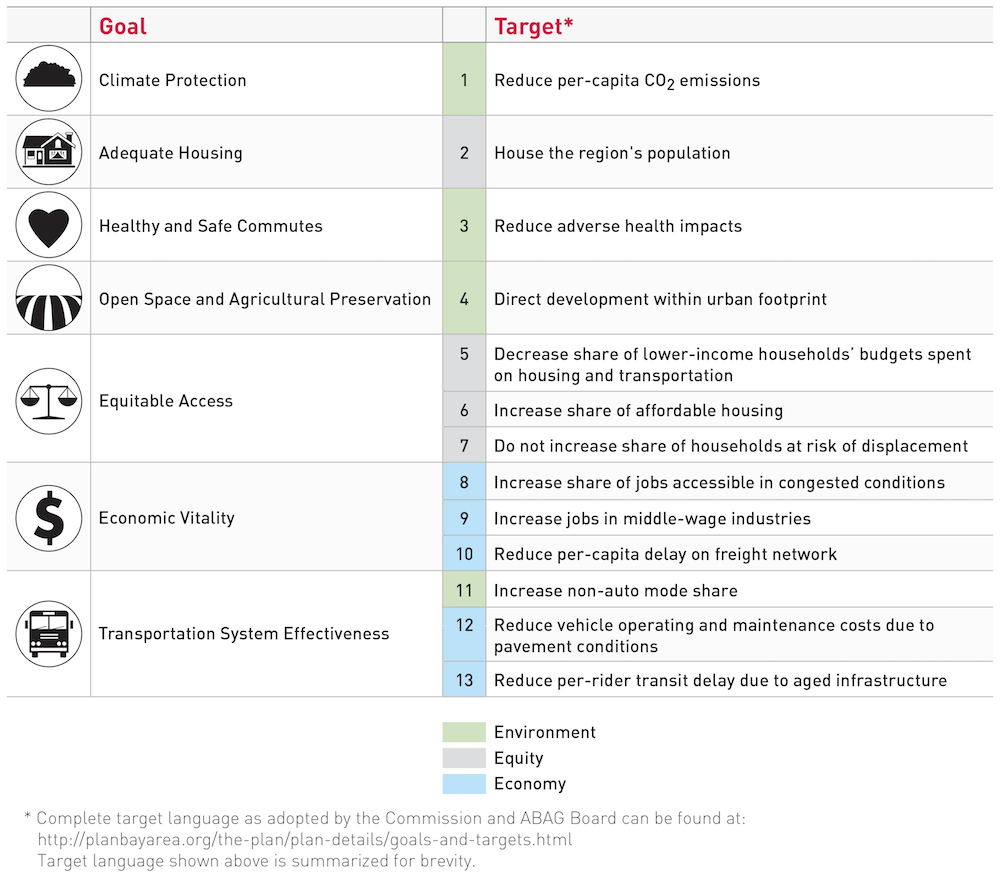 Goal
Target*
Climate Protection
1
Reduce per-capita CO2 emissions
Adequate Housing
2
House the region's population
Healthy and Safe Commutes
3
Reduce adverse health impacts
Open Space and Agricultural Preservation
4
Direct development within urban footprint
Equitable Access
5
Decrease share of lower-income households’ budgets spent
on housing and transportation
6
Increase share of affordable housing
7
Do not increase share of households at risk of displacement
Economic Vitality
$
8
Increase share of jobs accessible in congested conditions
9
Increase jobs in middle-wage industries
10
Reduce per-capita delay on freight network
Transportation System Effectiveness
11
Increase non-auto mode share
12
Reduce vehicle operating and maintenance costs due to
pavement conditions
13
Reduce per-rider transit delay due to aged infrastructure
Environment
Equity
Economy
* Complete target language as adopted by the Commission and ABAG Board can be found at:
http://planbayarea.org/the-plan/plan-details/goals-and-targets.html
Target language shown above is summarized for brevity.